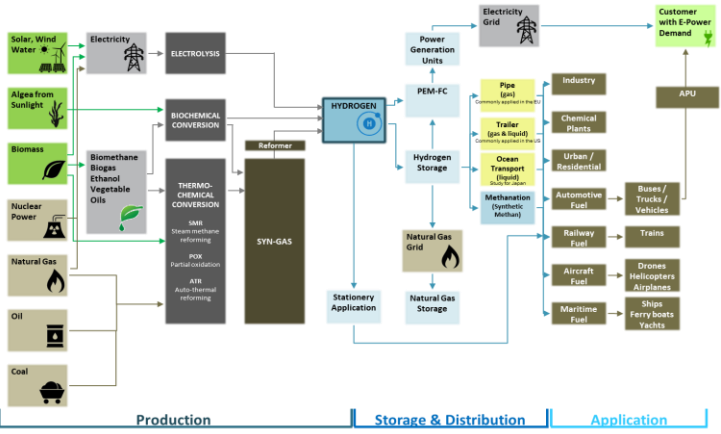 Solar, Wind
Water
Algea from
Sunlight
Biomass
Nuclear
Power
Natural Gas
Oil
Coal
Electricity
Biomethane
Biogas
Ethanol
Vegetable
Oils
ELECTROLYSIS
BIOCHEMICAL
CONVERSION
THERMO-
CHEMICAL
CONVERSION
SMR
Steam methane
reforming
POX
Partial oxidation
ATR
Auto-thermal
reforming
Reformer
SYN-GAS
HYDROGEN
H
Stationery
Application
Power
Generation
Units
PEM-FC
Hydrogen
Storage
Natural Gas
Grid
Natural Gas
Storage
Electricity
Grid
Pipe
(gas)
Commonly applied in the EU
Trailer
(gas & liquid)
Commonly applied in the US
Ocean
Transport
(liquid)
Study for Japan
Methanation
(Synthetic
Methan)
Industry
Chemical
Plants
Urban /
Residential
Automotive
Fuel
Railway
Fuel
Aircraft
Fuel
Maritime
Fuel
Customer
with E-Power
Demand
APU
Buses /
Trucks /
Vehicles
Trains
Drones
Helicopters
Airplanes
Ships
Ferry boats
Yachts
Production
Storage & Distribution
Application